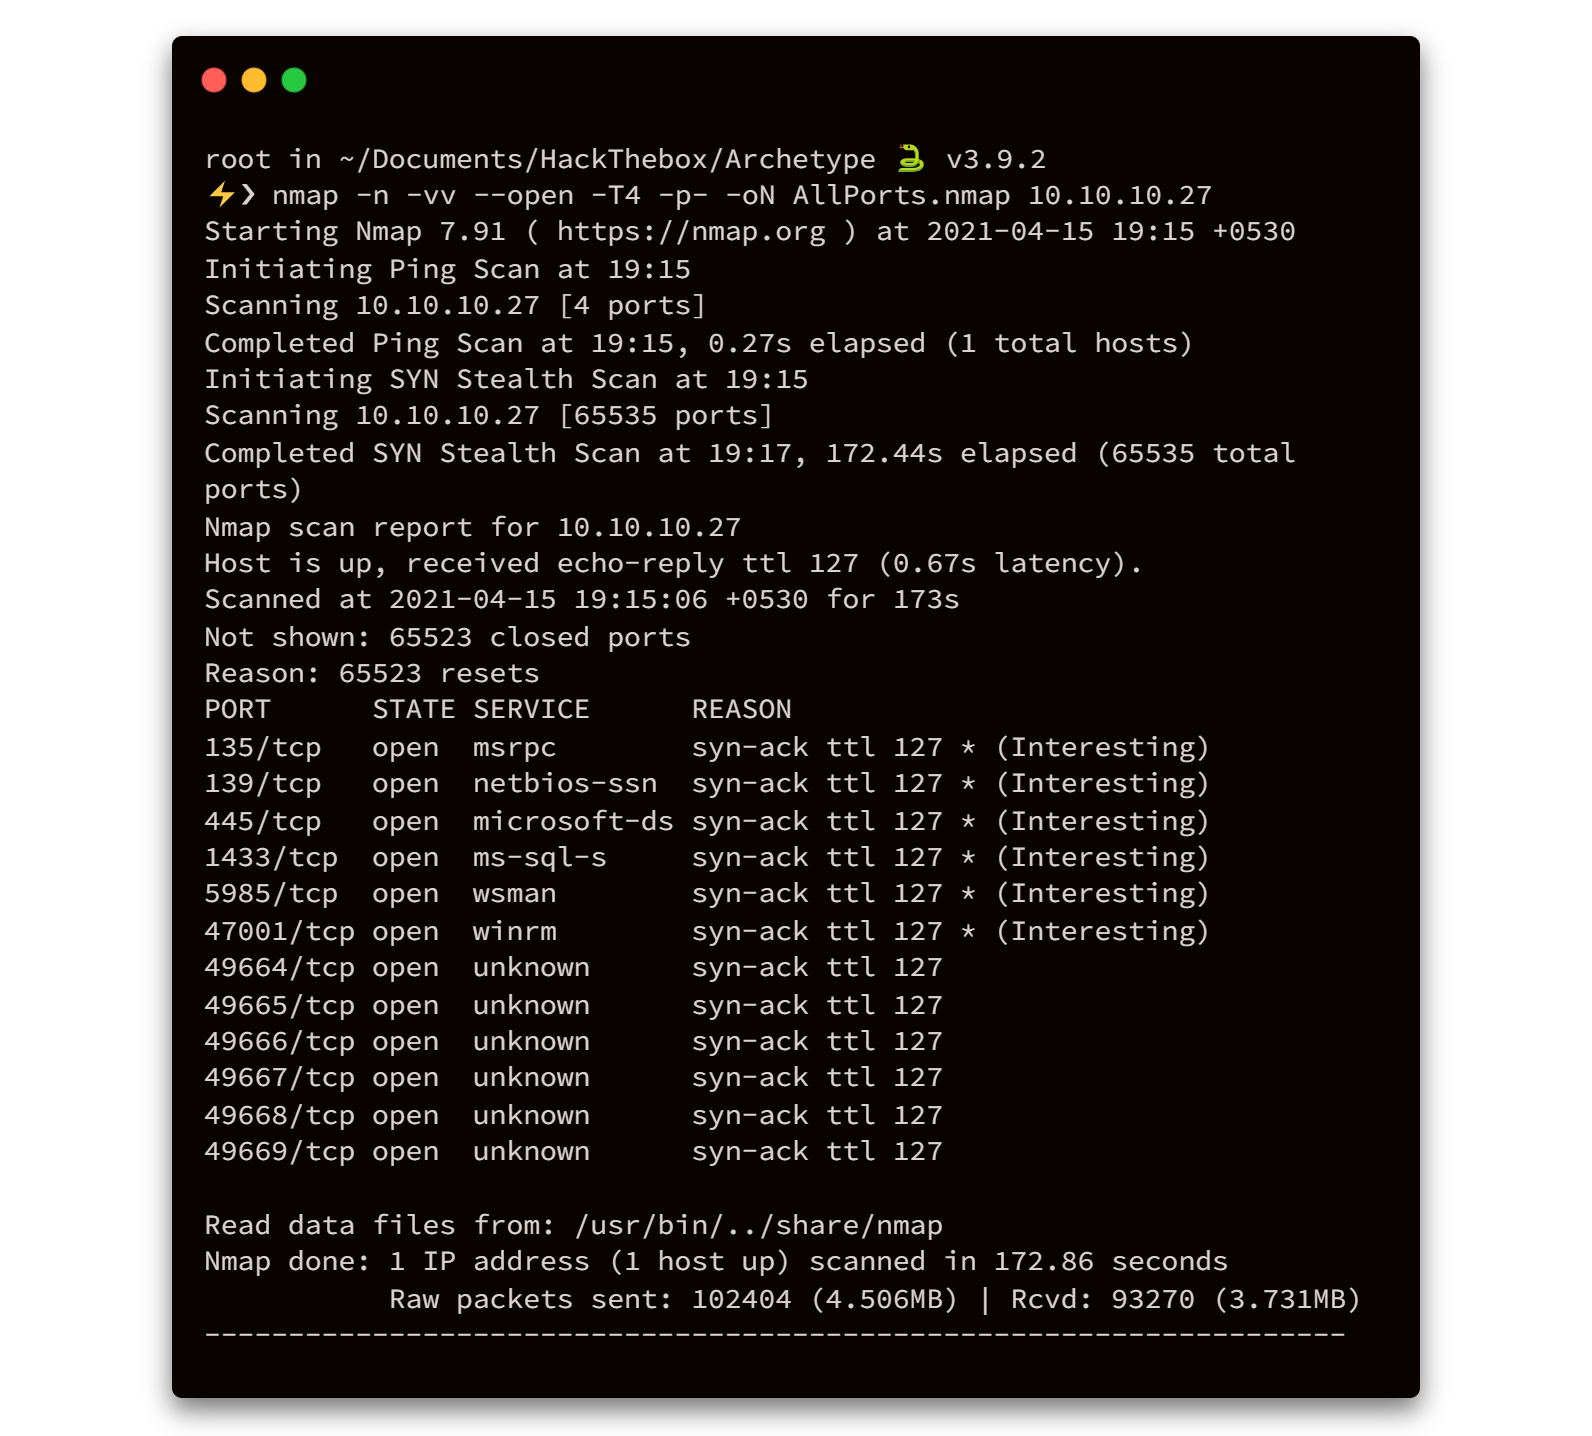 root in ~/Documents/HackThebox/Archetype 🐍 v3.9.2
⚡❯ nmap -n -vv --open -T4 -p- -oN AllPorts.nmap 10.10.10.27
Starting Nmap 7.91 ( https://nmap.org ) at 2021-04-15 19:15 +0530
Initiating Ping Scan at 19:15
Scanning 10.10.10.27 [4 ports]
Completed Ping Scan at 19:15, 0.27s elapsed (1 total hosts)
Initiating SYN Stealth Scan at 19:15
Scanning 10.10.10.27 [65535 ports]
Completed SYN Stealth Scan at 19:17, 172.44s elapsed (65535 total
ports)
Nmap scan report for 10.10.10.27
Host is up, received echo-reply ttl 127 (0.67s latency).
Scanned at 2021-04-15 19:15:06 +0530 for 173s
Not shown: 65523 closed ports
Reason: 65523 resets
PORT      STATE SERVICE      REASON
135/tcp   open  msrpc        syn-ack ttl 127 * (Interesting)
139/tcp   open  netbios-ssn  syn-ack ttl 127 * (Interesting)
445/tcp   open  microsoft-ds syn-ack ttl 127 * (Interesting)
1433/tcp  open  ms-sql-s     syn-ack ttl 127 * (Interesting)
5985/tcp  open  wsman        syn-ack ttl 127 * (Interesting)
47001/tcp open  winrm        syn-ack ttl 127 * (Interesting)
49664/tcp open  unknown      syn-ack ttl 127
49665/tcp open  unknown      syn-ack ttl 127
49666/tcp open  unknown      syn-ack ttl 127
49667/tcp open  unknown      syn-ack ttl 127
49668/tcp open  unknown      syn-ack ttl 127
49669/tcp open  unknown      syn-ack ttl 127
Read data files from: /usr/bin/../share/nmap
Nmap done: 1 IP address (1 host up) scanned in 172.86 seconds
           Raw packets sent: 102404 (4.506MB) | Rcvd: 93270 (3.731MB)
--------------------------------------------------------------------